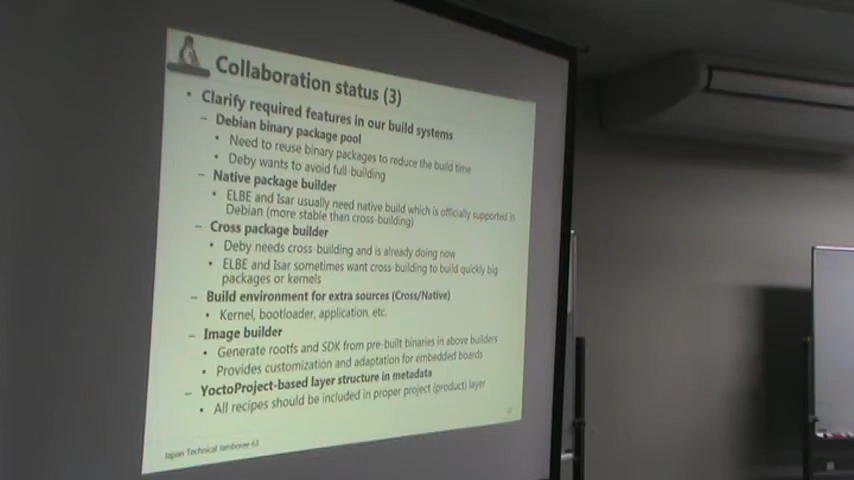 Collaboration status (3)
• Clarify required features in our build systems
– Debian binary package pool
• Need to reuse binary packages to reduce the build time
• Deby wants to avoid full-building
– Native package builder
• ELBE and Isar usually need native build which is officially supported in
Debian (more stable than cross-building)
– Cross package builder
• Deby needs cross-building and is already doing now
• ELBE and Isar sometimes want cross-building to build quickly big
packages or kernels
– Build environment for extra sources (Cross/Native)
• Kernel, bootloader, application, etc.
– Image builder
• Generate rootfs and SDK from pre-built binaries in above builders
• Provides customization and adaptation for embedded boards
– YoctoProject-based layer structure in metadata
• All recipes should be included in proper project (product) layer
Japan Technical Jamboree 63